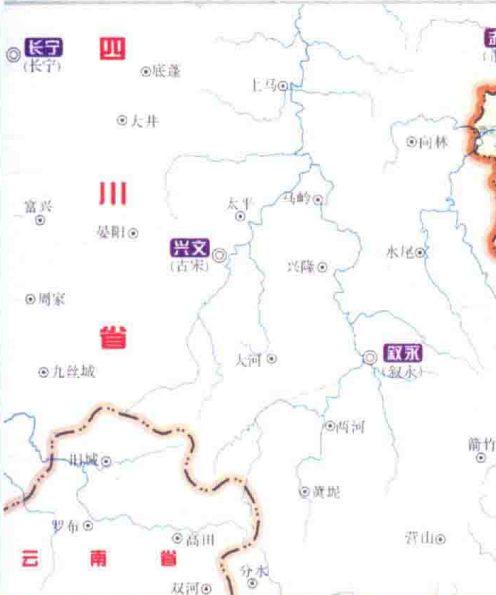 长宁
(长宁)
四
底蓬
上马
大井
向林
川
富兴
太平
马岭
晏阳
兴文
(古宋)
兴隆
水尾
周家
省
叙永
(叙永)
大河
九丝城
两河
箭竹
旧城
黄坭
罗布
高田
营山
云南省
双河
分水